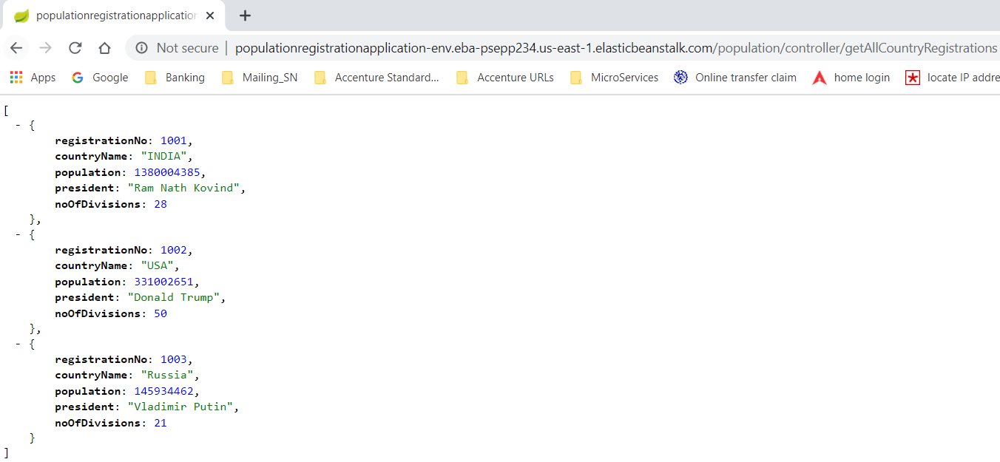 populationregistrationapplication
Not secure | populationregistrationapplication-env.eba-psepp234.us-east-1.elasticbeanstalk.com/population/controller/getAllCountryRegistrations
Apps Google Banking Mailing_SN Accenture Standard... Accenture URLs MicroServices Online transfer claim home login locate IP addre
[
- {
registrationNo: 1001,
countryName: "INDIA",
population: 1380004385,
president: "Ram Nath Kovind",
noOfDivisions: 28
},
- {
registrationNo: 1002,
countryName: "USA",
population: 331002651,
president: "Donald Trump",
noOfDivisions: 50
},
- {
registrationNo: 1003,
countryName: "Russia",
population: 145934462,
president: "Vladimir Putin",
noOfDivisions: 21
}
]